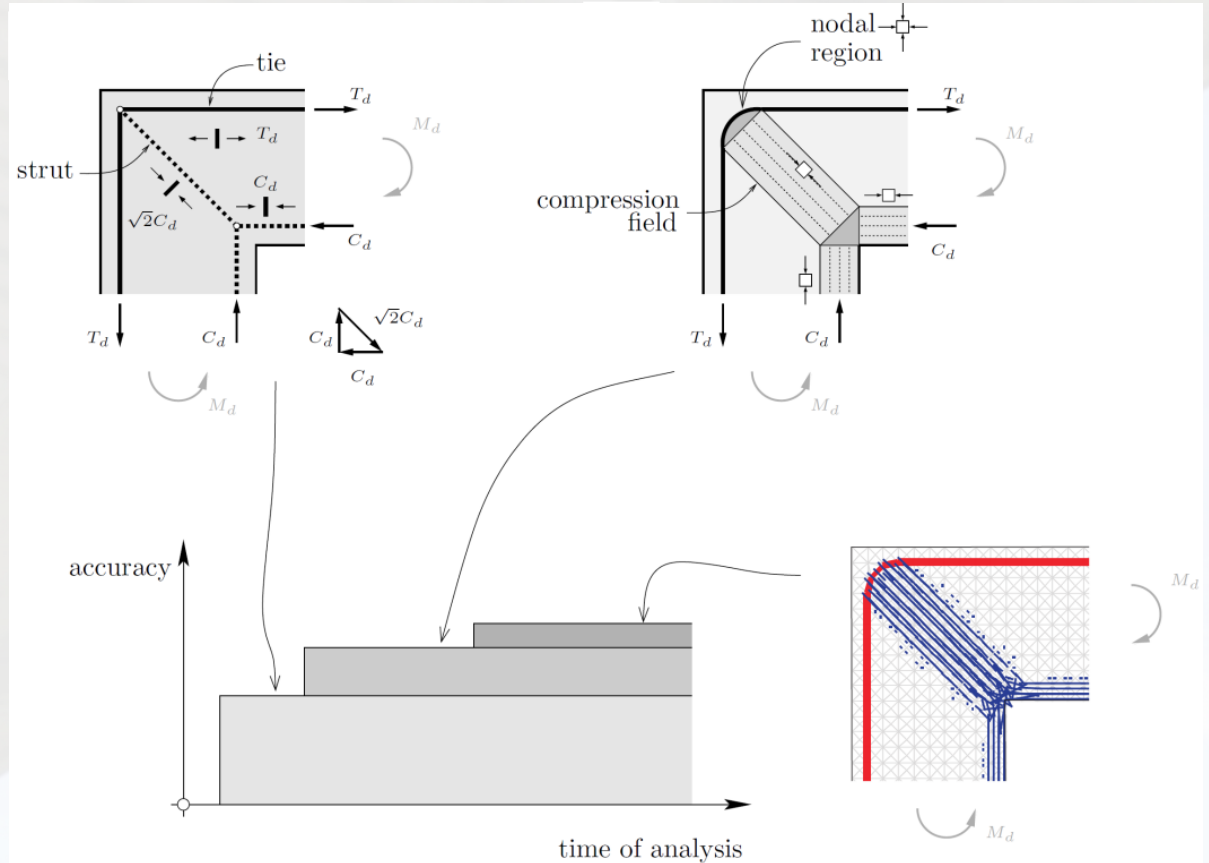 tie
T_d
M_d
T_d
strut
C_d
√2C_d
C_d
T_d
C_d
√2C_d
C_d
C_d
M_d
nodal
region
T_d
M_d
compression
field
C_d
T_d
C_d
M_d
accuracy
time of analysis
M_d
M_d